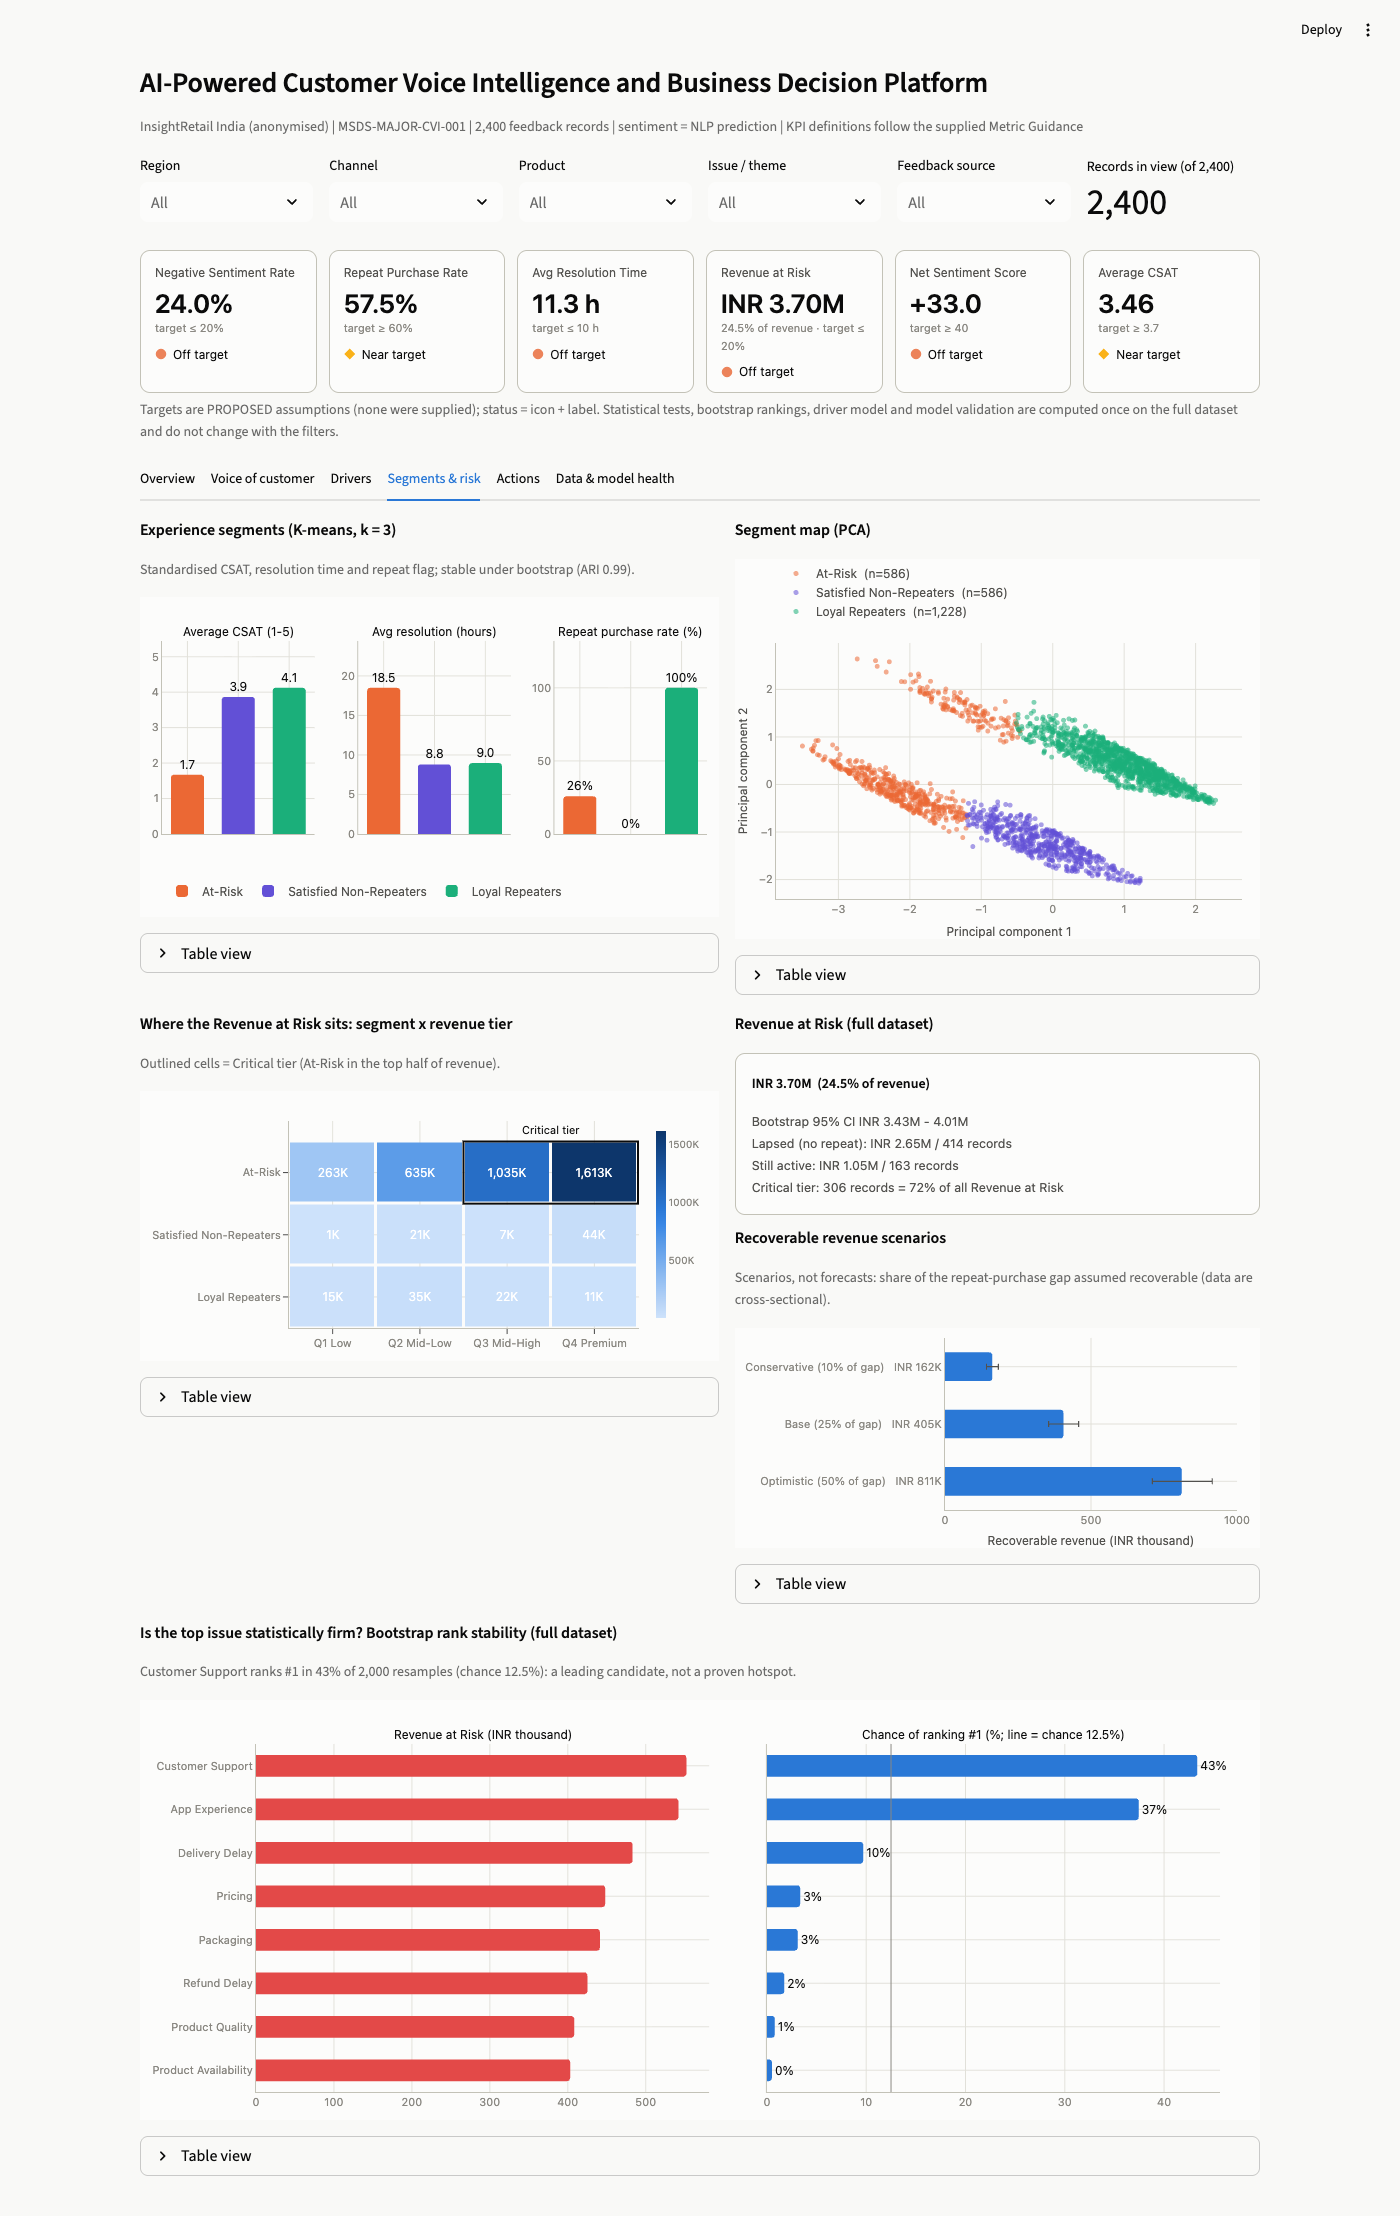 Deploy
AI-Powered Customer Voice Intelligence and Business Decision Platform
InsightRetail India (anonymised) | MSDS-MAJOR-CVI-001 | 2,400 feedback records | sentiment = NLP prediction | KPI definitions follow the supplied Metric Guidance
Region
All
Channel
All
Product
All
Issue / theme
All
Feedback source
All
Records in view (of 2,400)
2,400
Negative Sentiment Rate
24.0%
target ≤ 20%
Off target
Repeat Purchase Rate
57.5%
target ≥ 60%
Near target
Avg Resolution Time
11.3 h
target ≤ 10 h
Off target
Revenue at Risk
INR 3.70M
24.5% of revenue · target ≤
20%
Off target
Net Sentiment Score
+33.0
target ≥ 40
Off target
Average CSAT
3.46
target ≥ 3.7
Near target
Targets are PROPOSED assumptions (none were supplied); status = icon + label. Statistical tests, bootstrap rankings, driver model and model validation are computed once on the full dataset
and do not change with the filters.
Overview Voice of customer Drivers Segments & risk Actions Data & model health
Experience segments (K-means, k = 3)
Standardised CSAT, resolution time and repeat flag; stable under bootstrap (ARI 0.99).
Average CSAT (1-5)
5
4
3
2
1
0
1.7
3.9
4.1
Avg resolution (hours)
20
15
10
5
0
18.5
8.8
9.0
Repeat purchase rate (%)
100
50
0
26%
0%
100%
At-Risk Satisfied Non-Repeaters Loyal Repeaters
Table view
Segment map (PCA)
At-Risk (n=586)
Satisfied Non-Repeaters (n=586)
Loyal Repeaters (n=1,228)
Principal component 2
2
1
0
−1
−2
−3 −2 −1 0 1 2
Principal component 1
Table view
Where the Revenue at Risk sits: segment x revenue tier
Outlined cells = Critical tier (At-Risk in the top half of revenue).
Critical tier
At-Risk 263K 635K 1,035K 1,613K
Satisfied Non-Repeaters 1K 21K 7K 44K
Loyal Repeaters 15K 35K 22K 11K
Q1 Low Q2 Mid-Low Q3 Mid-High Q4 Premium
1500K
1000K
500K
Table view
Revenue at Risk (full dataset)
INR 3.70M (24.5% of revenue)
Bootstrap 95% CI INR 3.43M - 4.01M
Lapsed (no repeat): INR 2.65M / 414 records
Still active: INR 1.05M / 163 records
Critical tier: 306 records = 72% of all Revenue at Risk
Recoverable revenue scenarios
Scenarios, not forecasts: share of the repeat-purchase gap assumed recoverable (data are
cross-sectional).
Conservative (10% of gap) INR 162K
Base (25% of gap) INR 405K
Optimistic (50% of gap) INR 811K
0 500 1000
Recoverable revenue (INR thousand)
Table view
Is the top issue statistically firm? Bootstrap rank stability (full dataset)
Customer Support ranks #1 in 43% of 2,000 resamples (chance 12.5%): a leading candidate, not a proven hotspot.
Revenue at Risk (INR thousand)
Customer Support
App Experience
Delivery Delay
Pricing
Packaging
Refund Delay
Product Quality
Product Availability
0 100 200 300 400 500
Chance of ranking #1 (%; line = chance 12.5%)
43%
37%
10%
3%
3%
2%
1%
0%
0 10 20 30 40
Table view